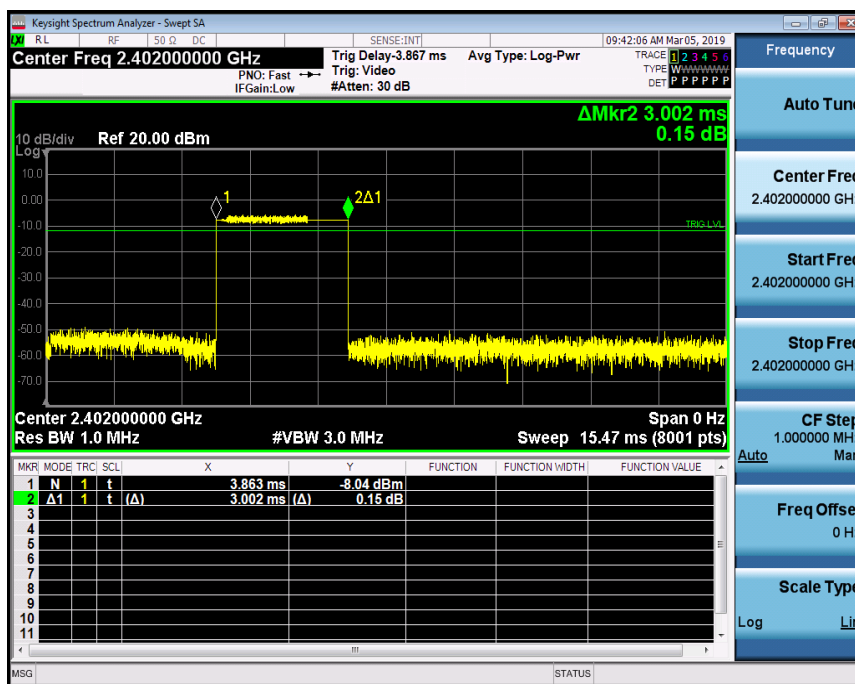 Keysight Spectrum Analyzer - Swept SA
LXI RL RF 50 Ω DC SENSE:INT 09:42:06 AM Mar 05, 2019
Center Freq 2.402000000 GHz
PNO: Fast
IFGain:Low
Trig Delay-3.867 ms
Trig: Video
#Atten: 30 dB
Avg Type: Log-Pwr
TRACE 1 2 3 4 5 6
TYPE WWWWWW
DET P P P P P P
ΔMkr2 3.002 ms
0.15 dB
10 dB/div Ref 20.00 dBm
Log
10.0
0.00
-10.0
-20.0
-30.0
-40.0
-50.0
-60.0
-70.0
1
2Δ1
TRIG LVL
Center 2.402000000 GHz Span 0 Hz
Res BW 1.0 MHz #VBW 3.0 MHz Sweep 15.47 ms (8001 pts)
MKR MODE TRC SCL X Y FUNCTION FUNCTION WIDTH FUNCTION VALUE
1 N 1 t 3.863 ms -8.04 dBm
2 Δ1 1 t (Δ) 3.002 ms (Δ) 0.15 dB
3
4
5
6
7
8
9
10
11
MSG STATUS
Frequency
Auto Tune
Center Freq
2.402000000 GHz
Start Freq
2.402000000 GHz
Stop Freq
2.402000000 GHz
CF Step
1.000000 MHz
Auto Man
Freq Offset
0 Hz
Scale Type
Log Lin